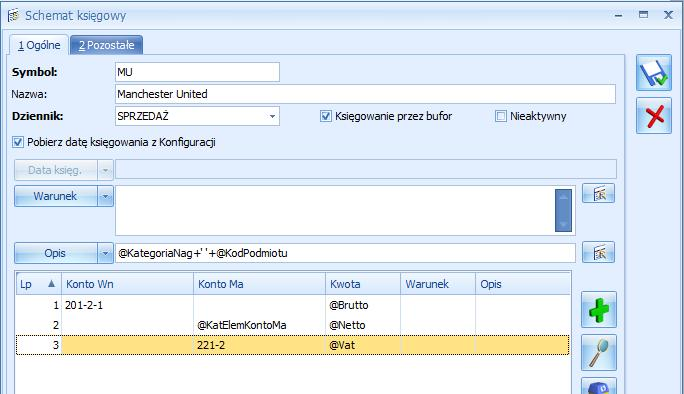 Schemat księgowy
1 Ogólne 2 Pozostałe
Symbol: MU
Nazwa: Manchester United
Dziennik: SPRZEDAŻ Księgowanie przez bufor Nieaktywny
Pobierz datę księgowania z Konfiguracji
Data księg.
Warunek
Opis @KategoriaNag+' '+@KodPodmiotu
Lp Konto Wn Konto Ma Kwota Warunek Opis
1 201-2-1 @Brutto
2 @KatElemKontoMa @Netto
3 221-2 @Vat